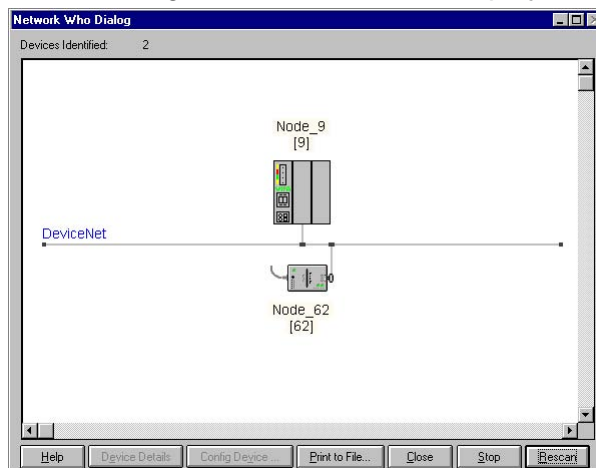 Network Who Dialog
Devices Identified: 2
Node_9
[9]
DeviceNet
Node_62
[62]
Help Device Details Config Device ... Print to File... Close Stop Rescan